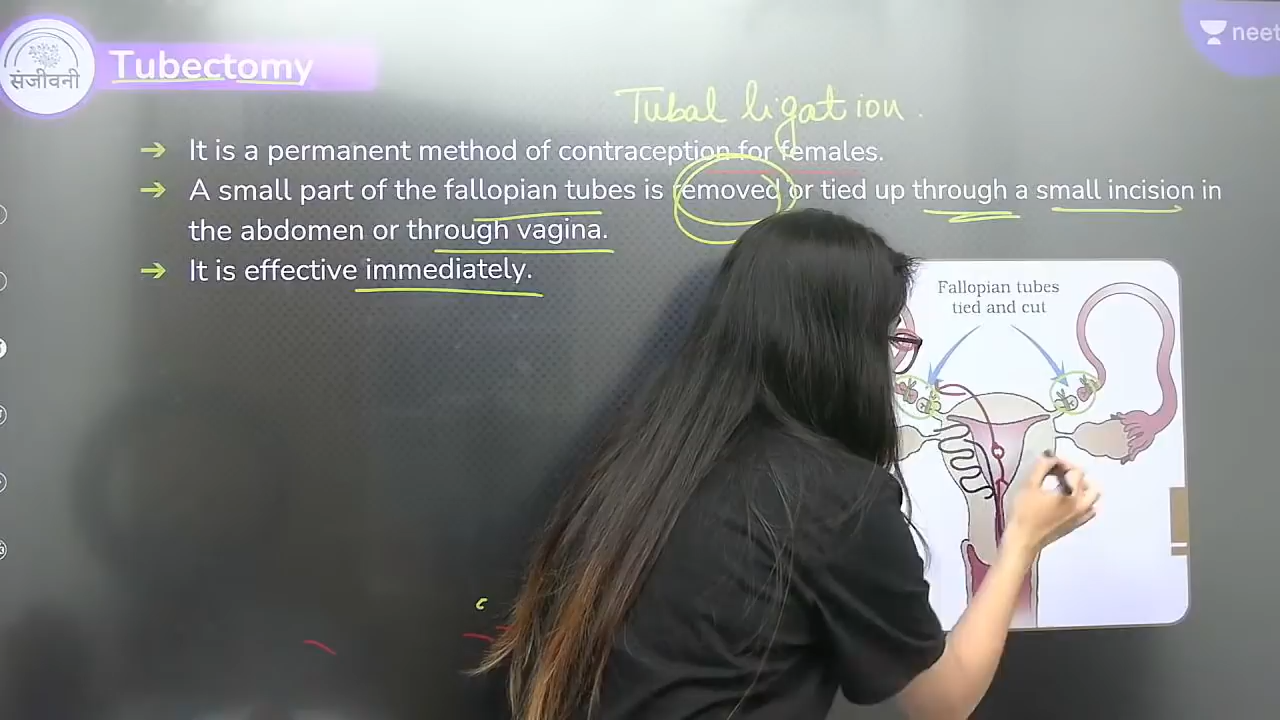 संजीवनी
Tubectomy
neet
Tubal ligation.
➔ It is a permanent method of contraception for females.
➔ A small part of the fallopian tubes is removed or tied up through a small incision in
the abdomen or through vagina.
➔ It is effective immediately.
Fallopian tubes
tied and cut